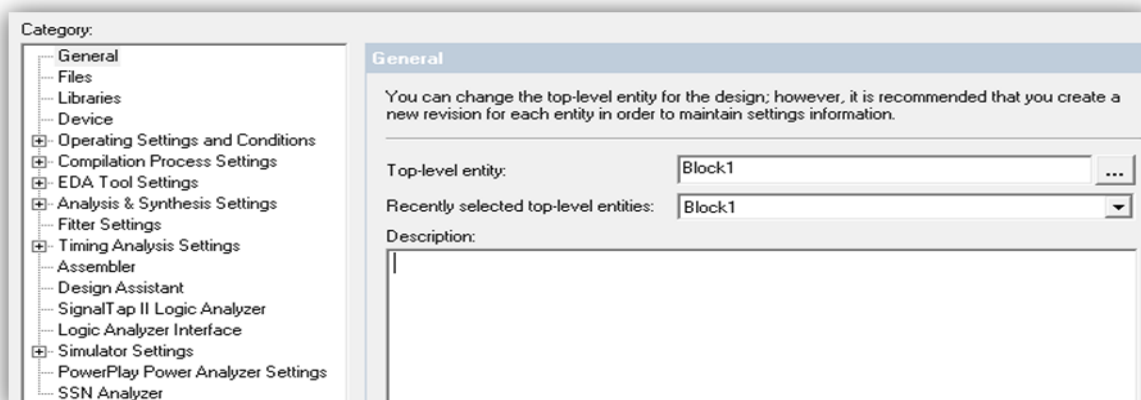 Category:
General
Files
Libraries
Device
Operating Settings and Conditions
Compilation Process Settings
EDA Tool Settings
Analysis & Synthesis Settings
Fitter Settings
Timing Analysis Settings
Assembler
Design Assistant
SignalTap II Logic Analyzer
Logic Analyzer Interface
Simulator Settings
PowerPlay Power Analyzer Settings
SSN Analyzer
General
You can change the top-level entity for the design; however, it is recommended that you create a
new revision for each entity in order to maintain settings information.
Top-level entity: Block1 ...
Recently selected top-level entities: Block1
Description: